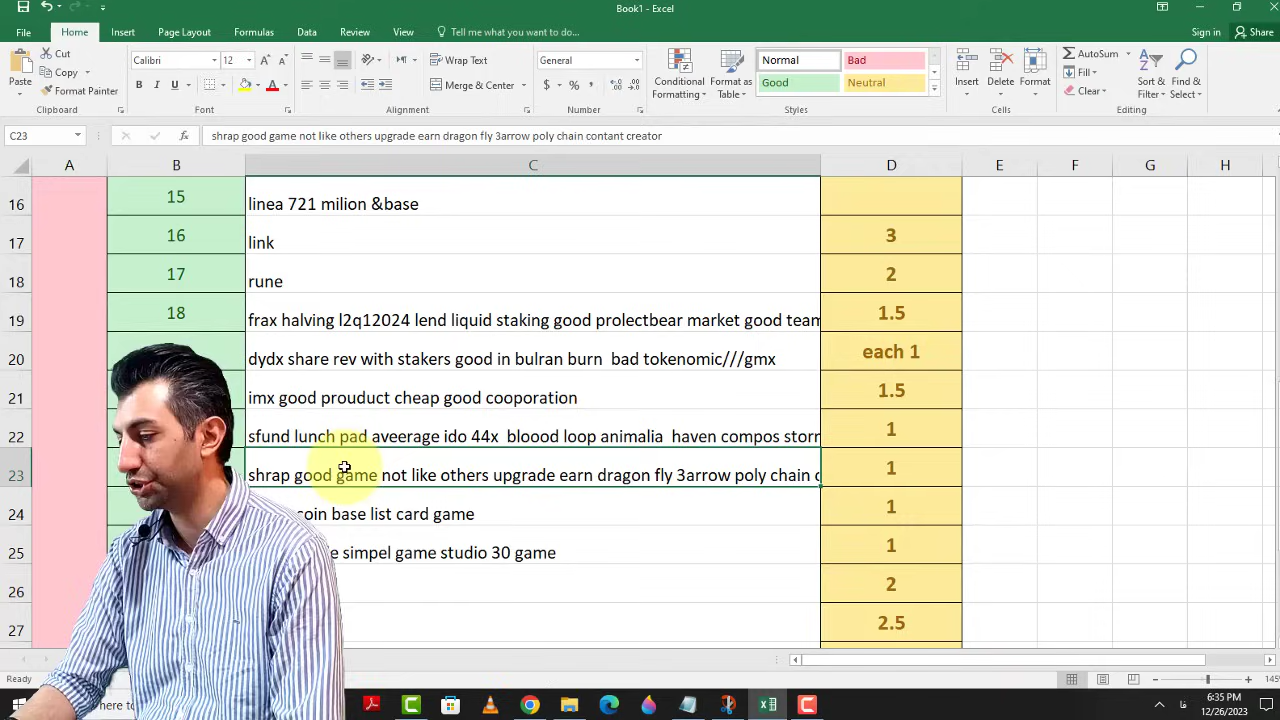 Book1 - Excel
File Home Insert Page Layout Formulas Data Review View Tell me what you want to do... Sign in Share
Paste Cut Copy Format Painter Clipboard
Calibri 12 B I U Font
Wrap Text Merge & Center Alignment
General $ % , Number
Conditional Formatting Format as Table Normal Bad Good Neutral Styles
Insert Delete Format Cells
AutoSum Fill Clear Sort & Filter Find & Select Editing
C23 fx shrap good game not like others upgrade earn dragon fly 3arrow poly chain contant creator
A B C D E F G H
16 15 linea 721 milion &base
17 16 link 3
18 17 rune 2
19 18 frax halving l2q12024 lend liquid staking good prolectbear market good team 1.5
20 dydx share rev with stakers good in bulran burn bad tokenomic///gmx each 1
21 imx good prouduct cheap good cooporation 1.5
22 sfund lunch pad aveerage ido 44x bloood loop animalia haven compos storm 1
23 shrap good game not like others upgrade earn dragon fly 3arrow poly chain c 1
24 coin base list card game 1
25 simpel game studio 30 game 1
26 2
27 2.5
Ready 145%
here to
6:35 PM
12/26/2023